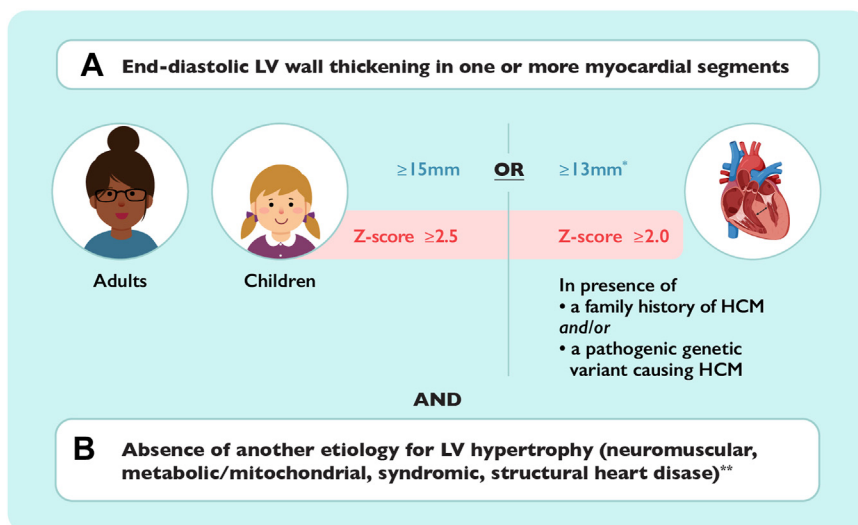 A End-diastolic LV wall thickening in one or more myocardial segments
≥15mm OR ≥13mm*
Z-score ≥2.5 Z-score ≥2.0
Adults Children
In presence of
• a family history of HCM
and/or
• a pathogenic genetic
variant causing HCM
AND
B Absence of another etiology for LV hypertrophy (neuromuscular,
metabolic/mitochondrial, syndromic, structural heart disase)**